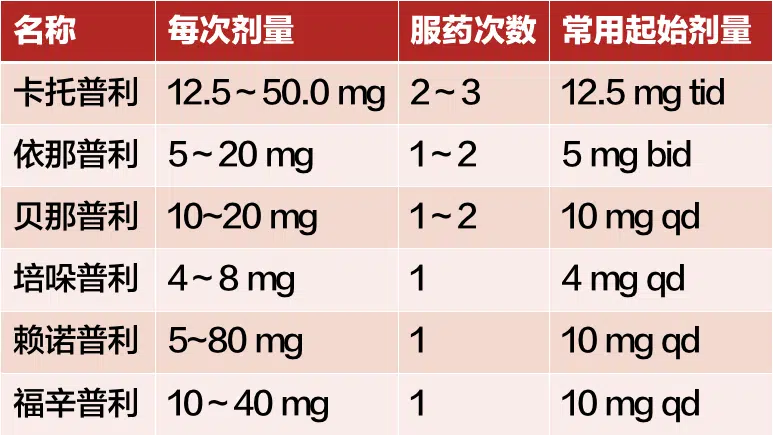 名称 每次剂量 服药次数 常用起始剂量
卡托普利 12.5～50.0 mg 2～3 12.5 mg tid
依那普利 5～20 mg 1～2 5 mg bid
贝那普利 10~20 mg 1～2 10 mg qd
培哚普利 4～8 mg 1 4 mg qd
赖诺普利 5~80 mg 1 10 mg qd
福辛普利 10～40 mg 1 10 mg qd